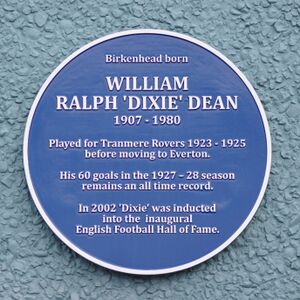 Birkenhead born
WILLIAM
RALPH 'DIXIE' DEAN
1907 - 1980
Played for Tranmere Rovers 1923 - 1925
before moving to Everton.
His 60 goals in the 1927 – 28 season
remains an all time record.
In 2002 'Dixie' was inducted
into the inaugural
English Football Hall of Fame.